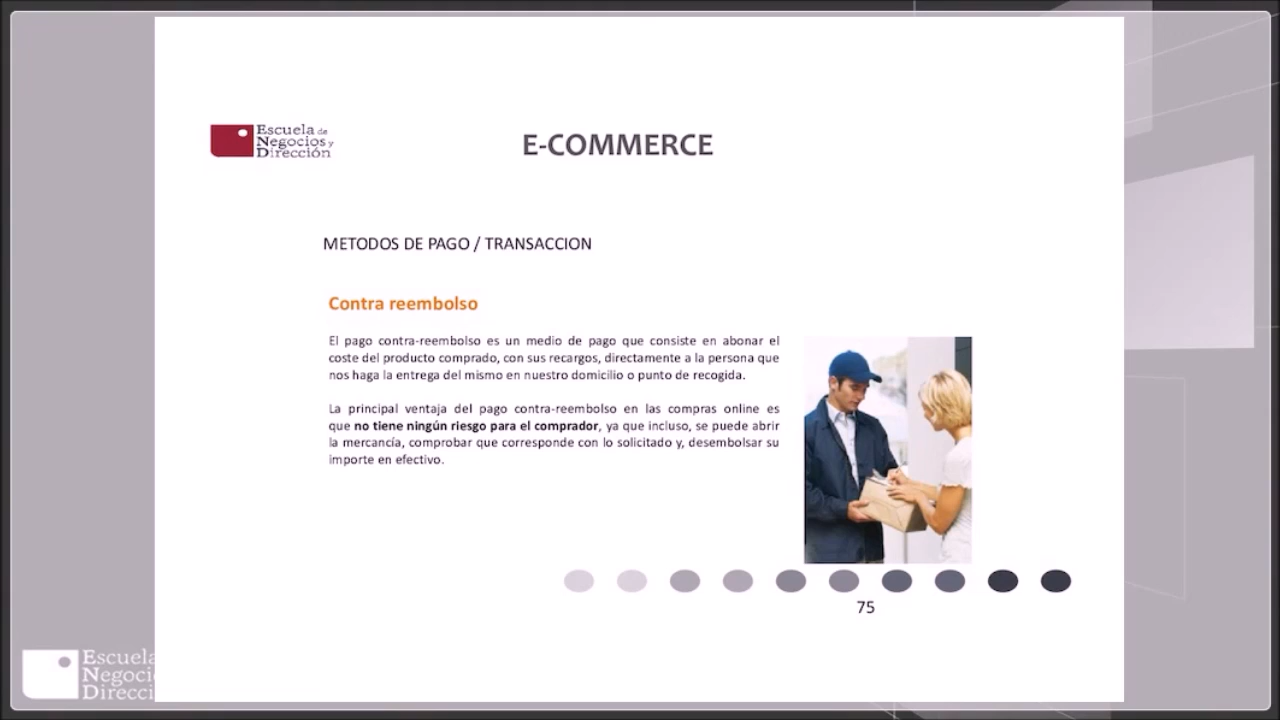 Escuela de
Negocios y
Dirección
E-COMMERCE
METODOS DE PAGO / TRANSACCION
Contra reembolso
El pago contra-reembolso es un medio de pago que consiste en abonar el
coste del producto comprado, con sus recargos, directamente a la persona que
nos haga la entrega del mismo en nuestro domicilio o punto de recogida.
La principal ventaja del pago contra-reembolso en las compras online es
que no tiene ningún riesgo para el comprador, ya que incluso, se puede abrir
la mercancía, comprobar que corresponde con lo solicitado y, desembolsar su
importe en efectivo.
75
Escuela
Negoci
Direcci